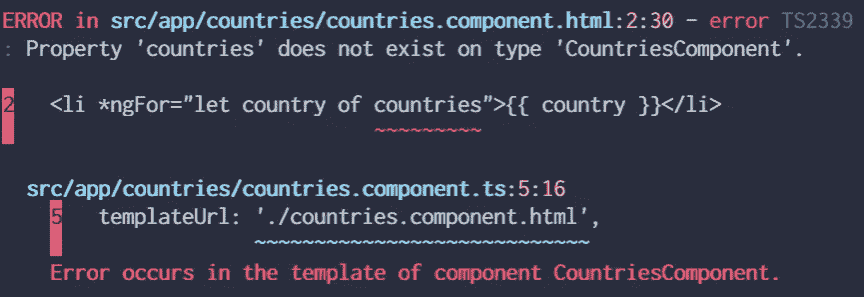 ERROR in src/app/countries/countries.component.html:2:30 - error TS2339
: Property 'countries' does not exist on type 'CountriesComponent'.
2 <li *ngFor="let country of countries">{{ country }}</li>
~~~~~~~~~
src/app/countries/countries.component.ts:5:16
5 templateUrl: './countries.component.html',
~~~~~~~~~~~~~~~~~~~~~~~~~~~~
Error occurs in the template of component CountriesComponent.